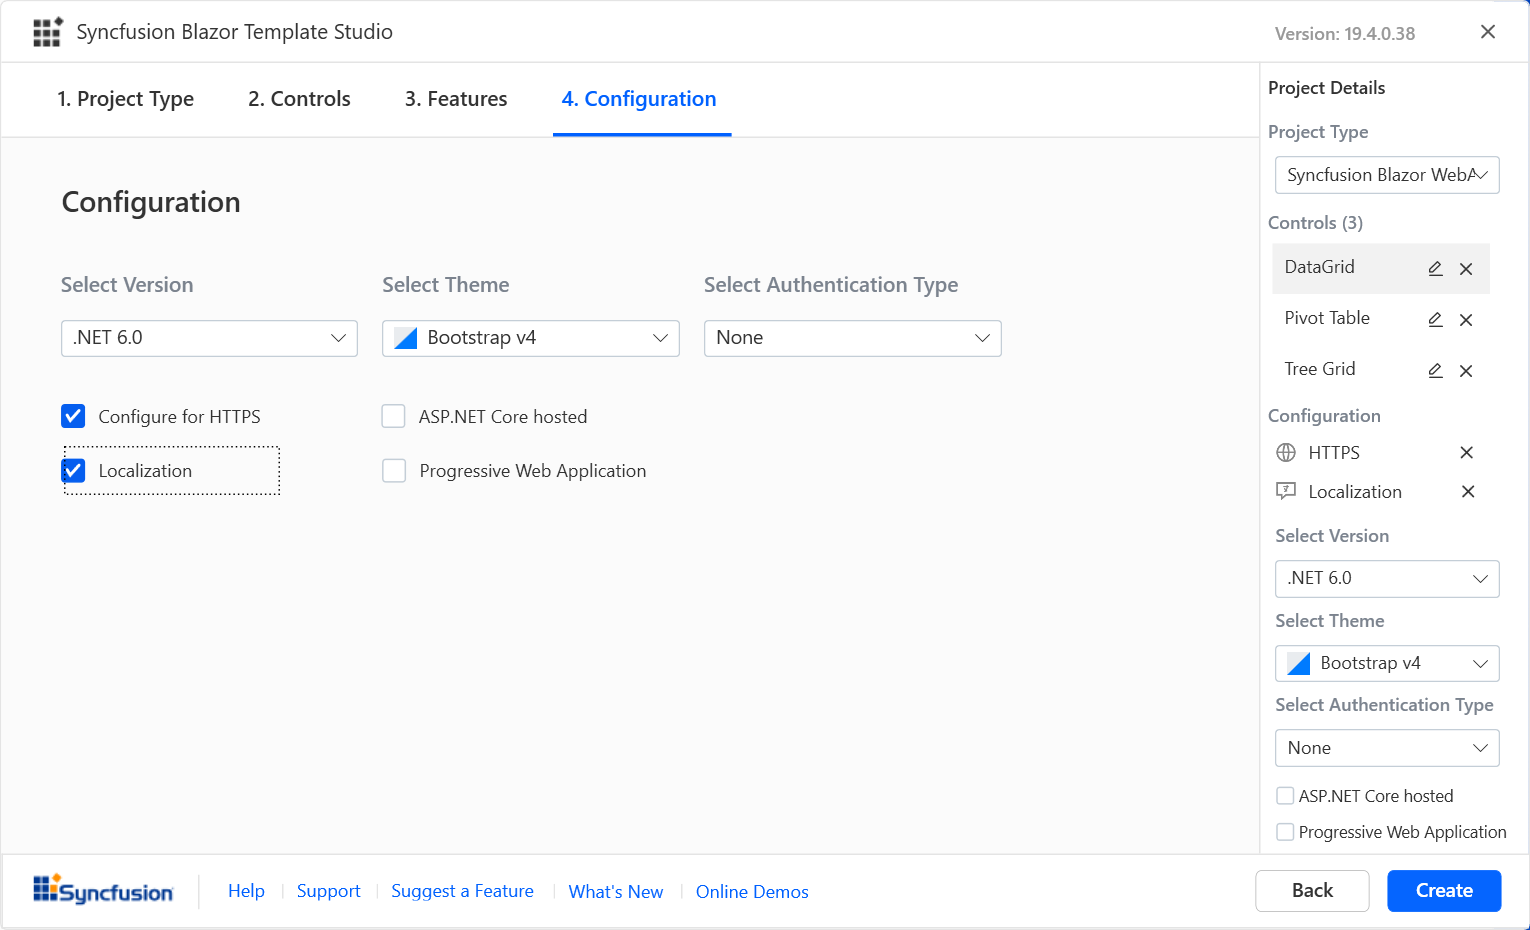 Syncfusion Blazor Template Studio
Version: 19.4.0.38
1. Project Type
2. Controls
3. Features
4. Configuration
Configuration
Select Version
Select Theme
Select Authentication Type
.NET 6.0
Bootstrap v4
None
Configure for HTTPS
ASP.NET Core hosted
Localization
Progressive Web Application
Project Details
Project Type
Syncfusion Blazor WebA
Controls (3)
DataGrid
Pivot Table
Tree Grid
Configuration
HTTPS
Localization
Select Version
.NET 6.0
Select Theme
Bootstrap v4
Select Authentication Type
None
ASP.NET Core hosted
Progressive Web Application
Syncfusion
Help
Support
Suggest a Feature
What's New
Online Demos
Back
Create